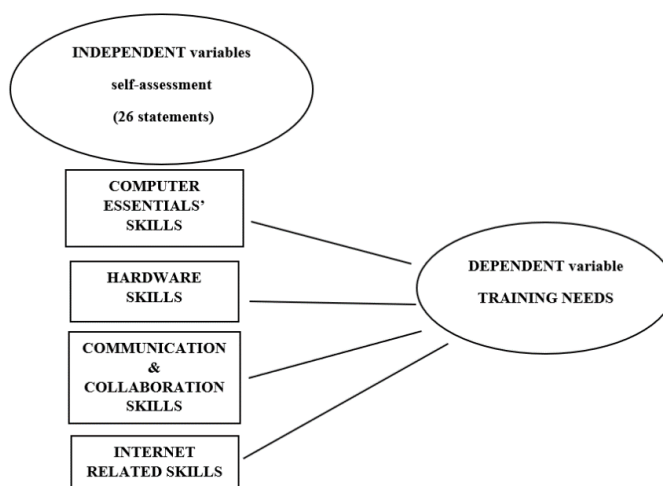 INDEPENDENT variables
self-assessment
(26 statements)
COMPUTER
ESSENTIALS’
SKILLS
HARDWARE
SKILLS
COMMUNICATION
&
COLLABORATION
SKILLS
INTERNET
RELATED SKILLS
DEPENDENT variable
TRAINING NEEDS